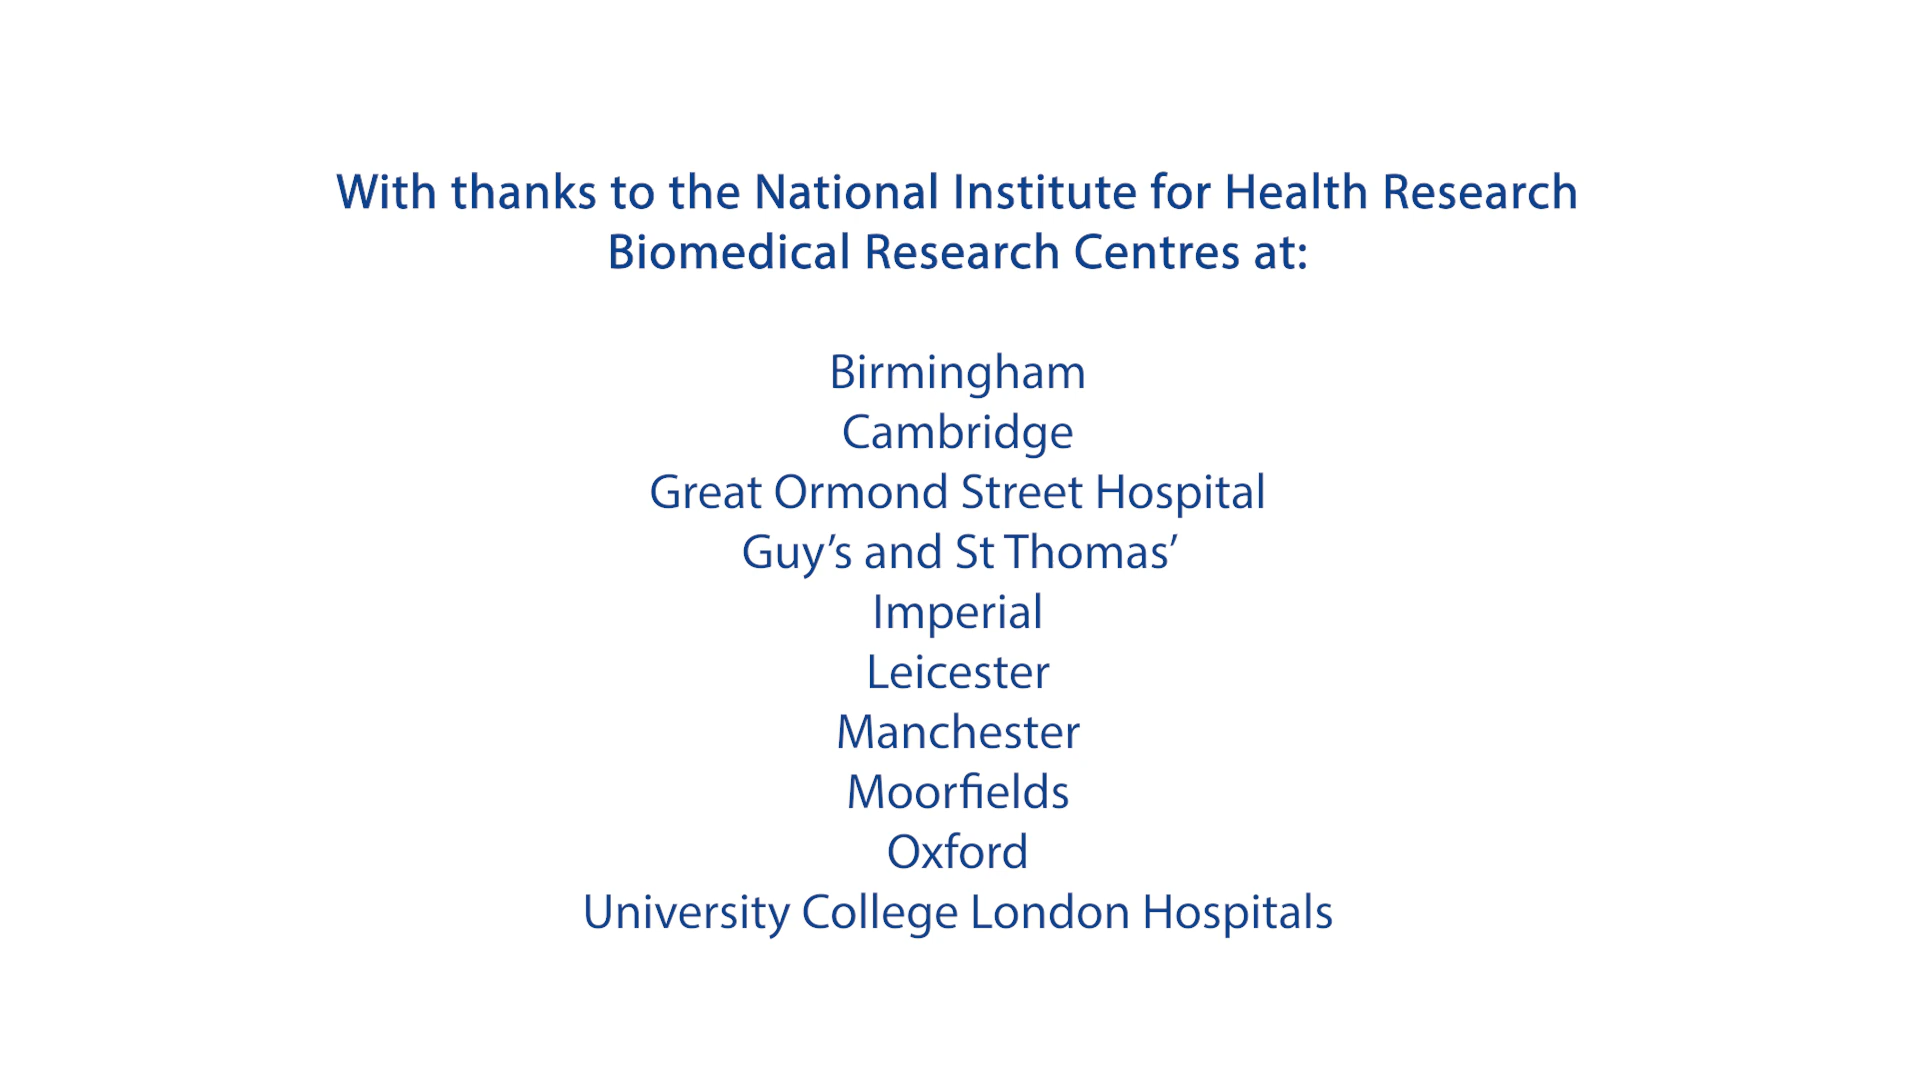 With thanks to the National Institute for Health Research
Biomedical Research Centres at:
Birmingham
Cambridge
Great Ormond Street Hospital
Guy’s and St Thomas’
Imperial
Leicester
Manchester
Moorfields
Oxford
University College London Hospitals